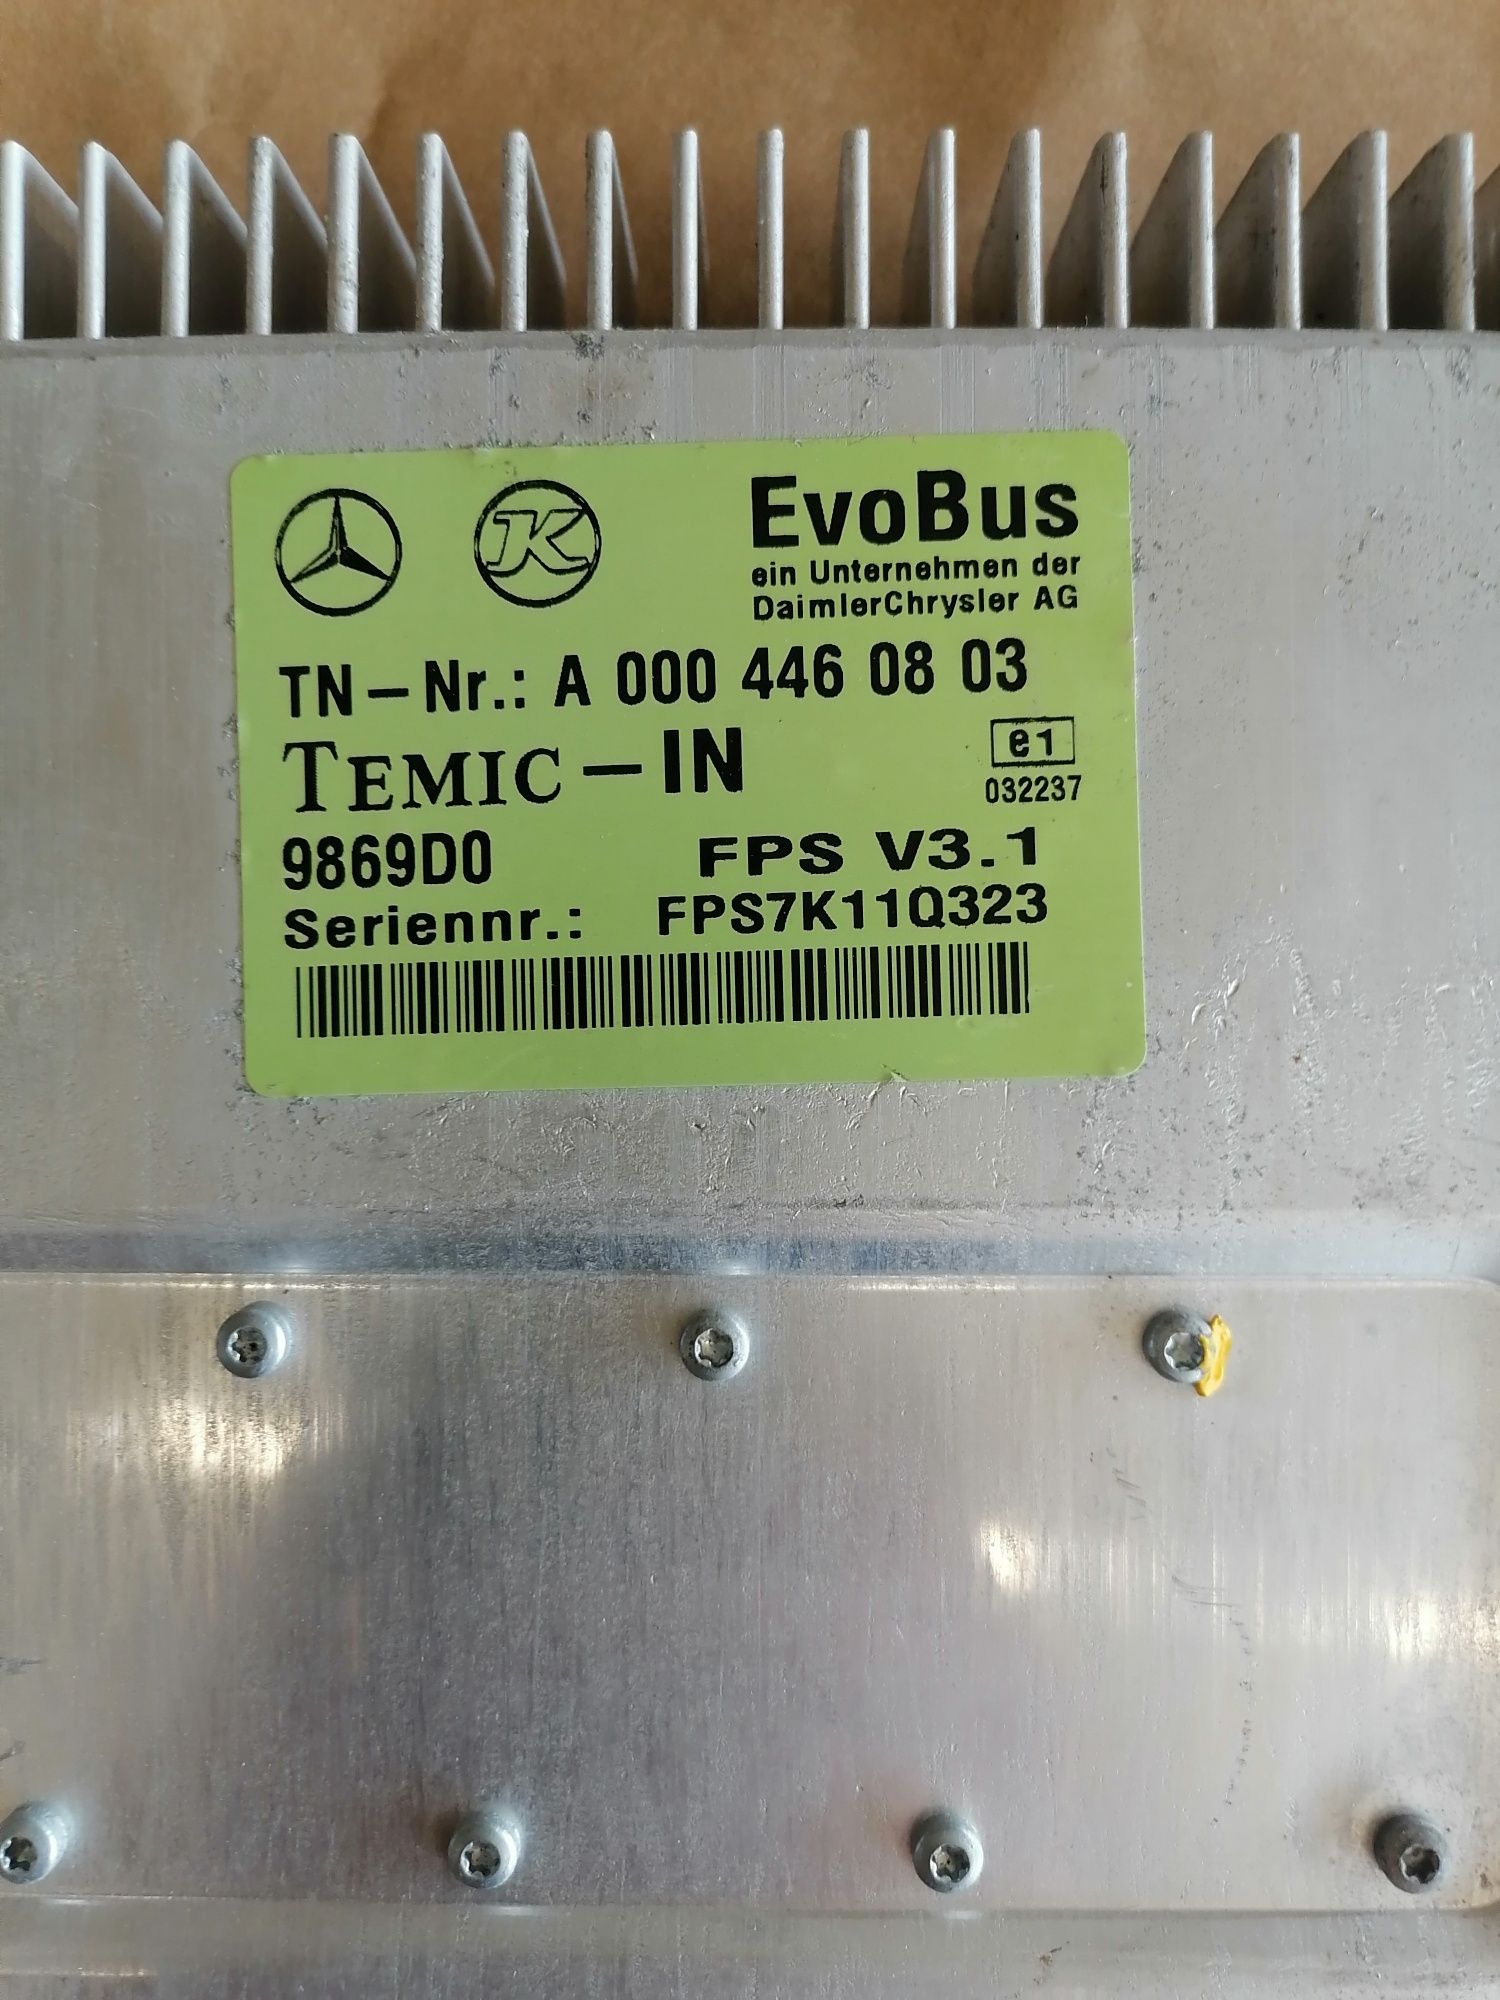 K
EvoBus
ein Unternehmen der
DaimlerChrysler AG
TN-Nr.: A 000 446 08 03
TEMIC-IN
e1
032237
9869D0 FPS V3.1
Seriennr.: FPS7K11Q323